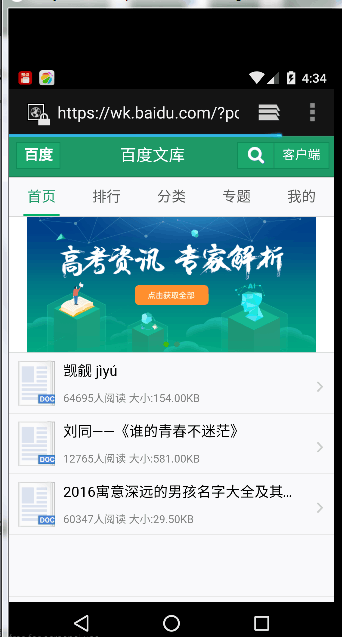 4:34
https://wk.baidu.com/?pc
百度
百度文库
客户端
首页
排行
分类
专题
我的
高考资讯 专家解析
点击获取全部
觊觎 jìyú
DOC
64695人阅读 大小:154.00KB
刘同——《谁的青春不迷茫》
DOC
12765人阅读 大小:581.00KB
2016寓意深远的男孩名字大全及其...
DOC
60347人阅读 大小:29.50KB